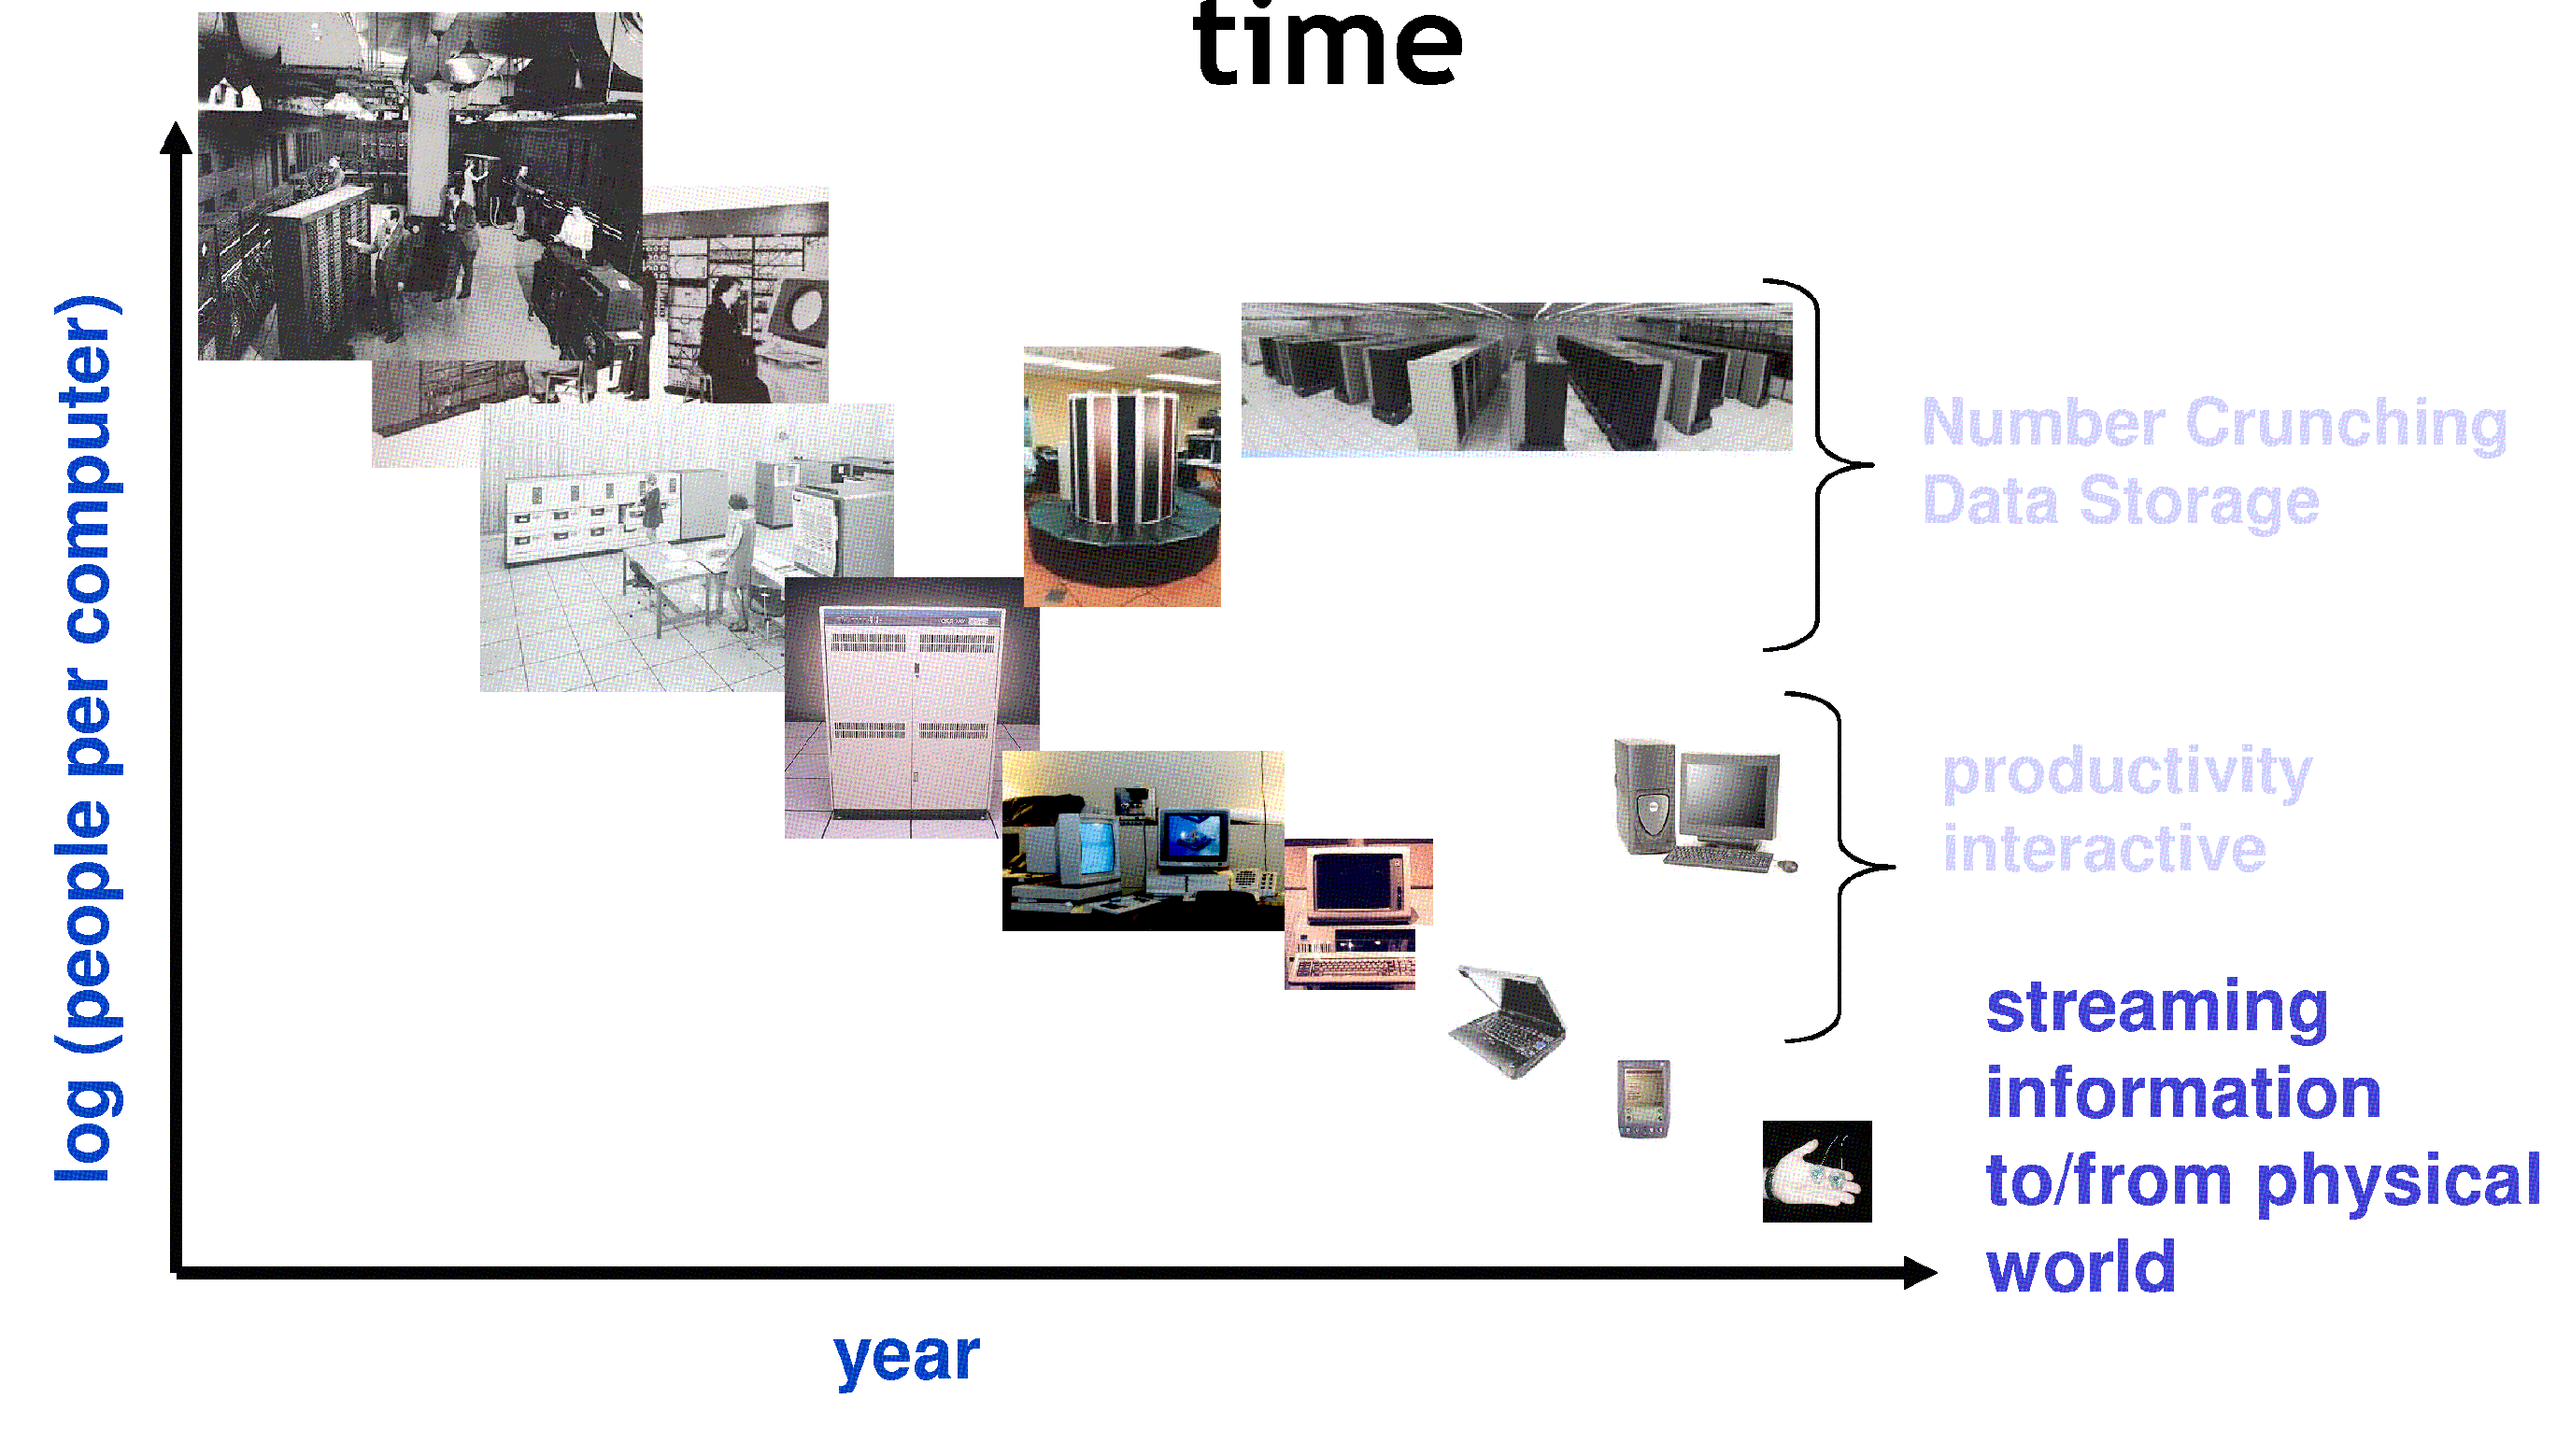 time
log (people per computer)
Number Crunching
Data Storage
productivity
interactive
streaming
information
to/from physical
world
year